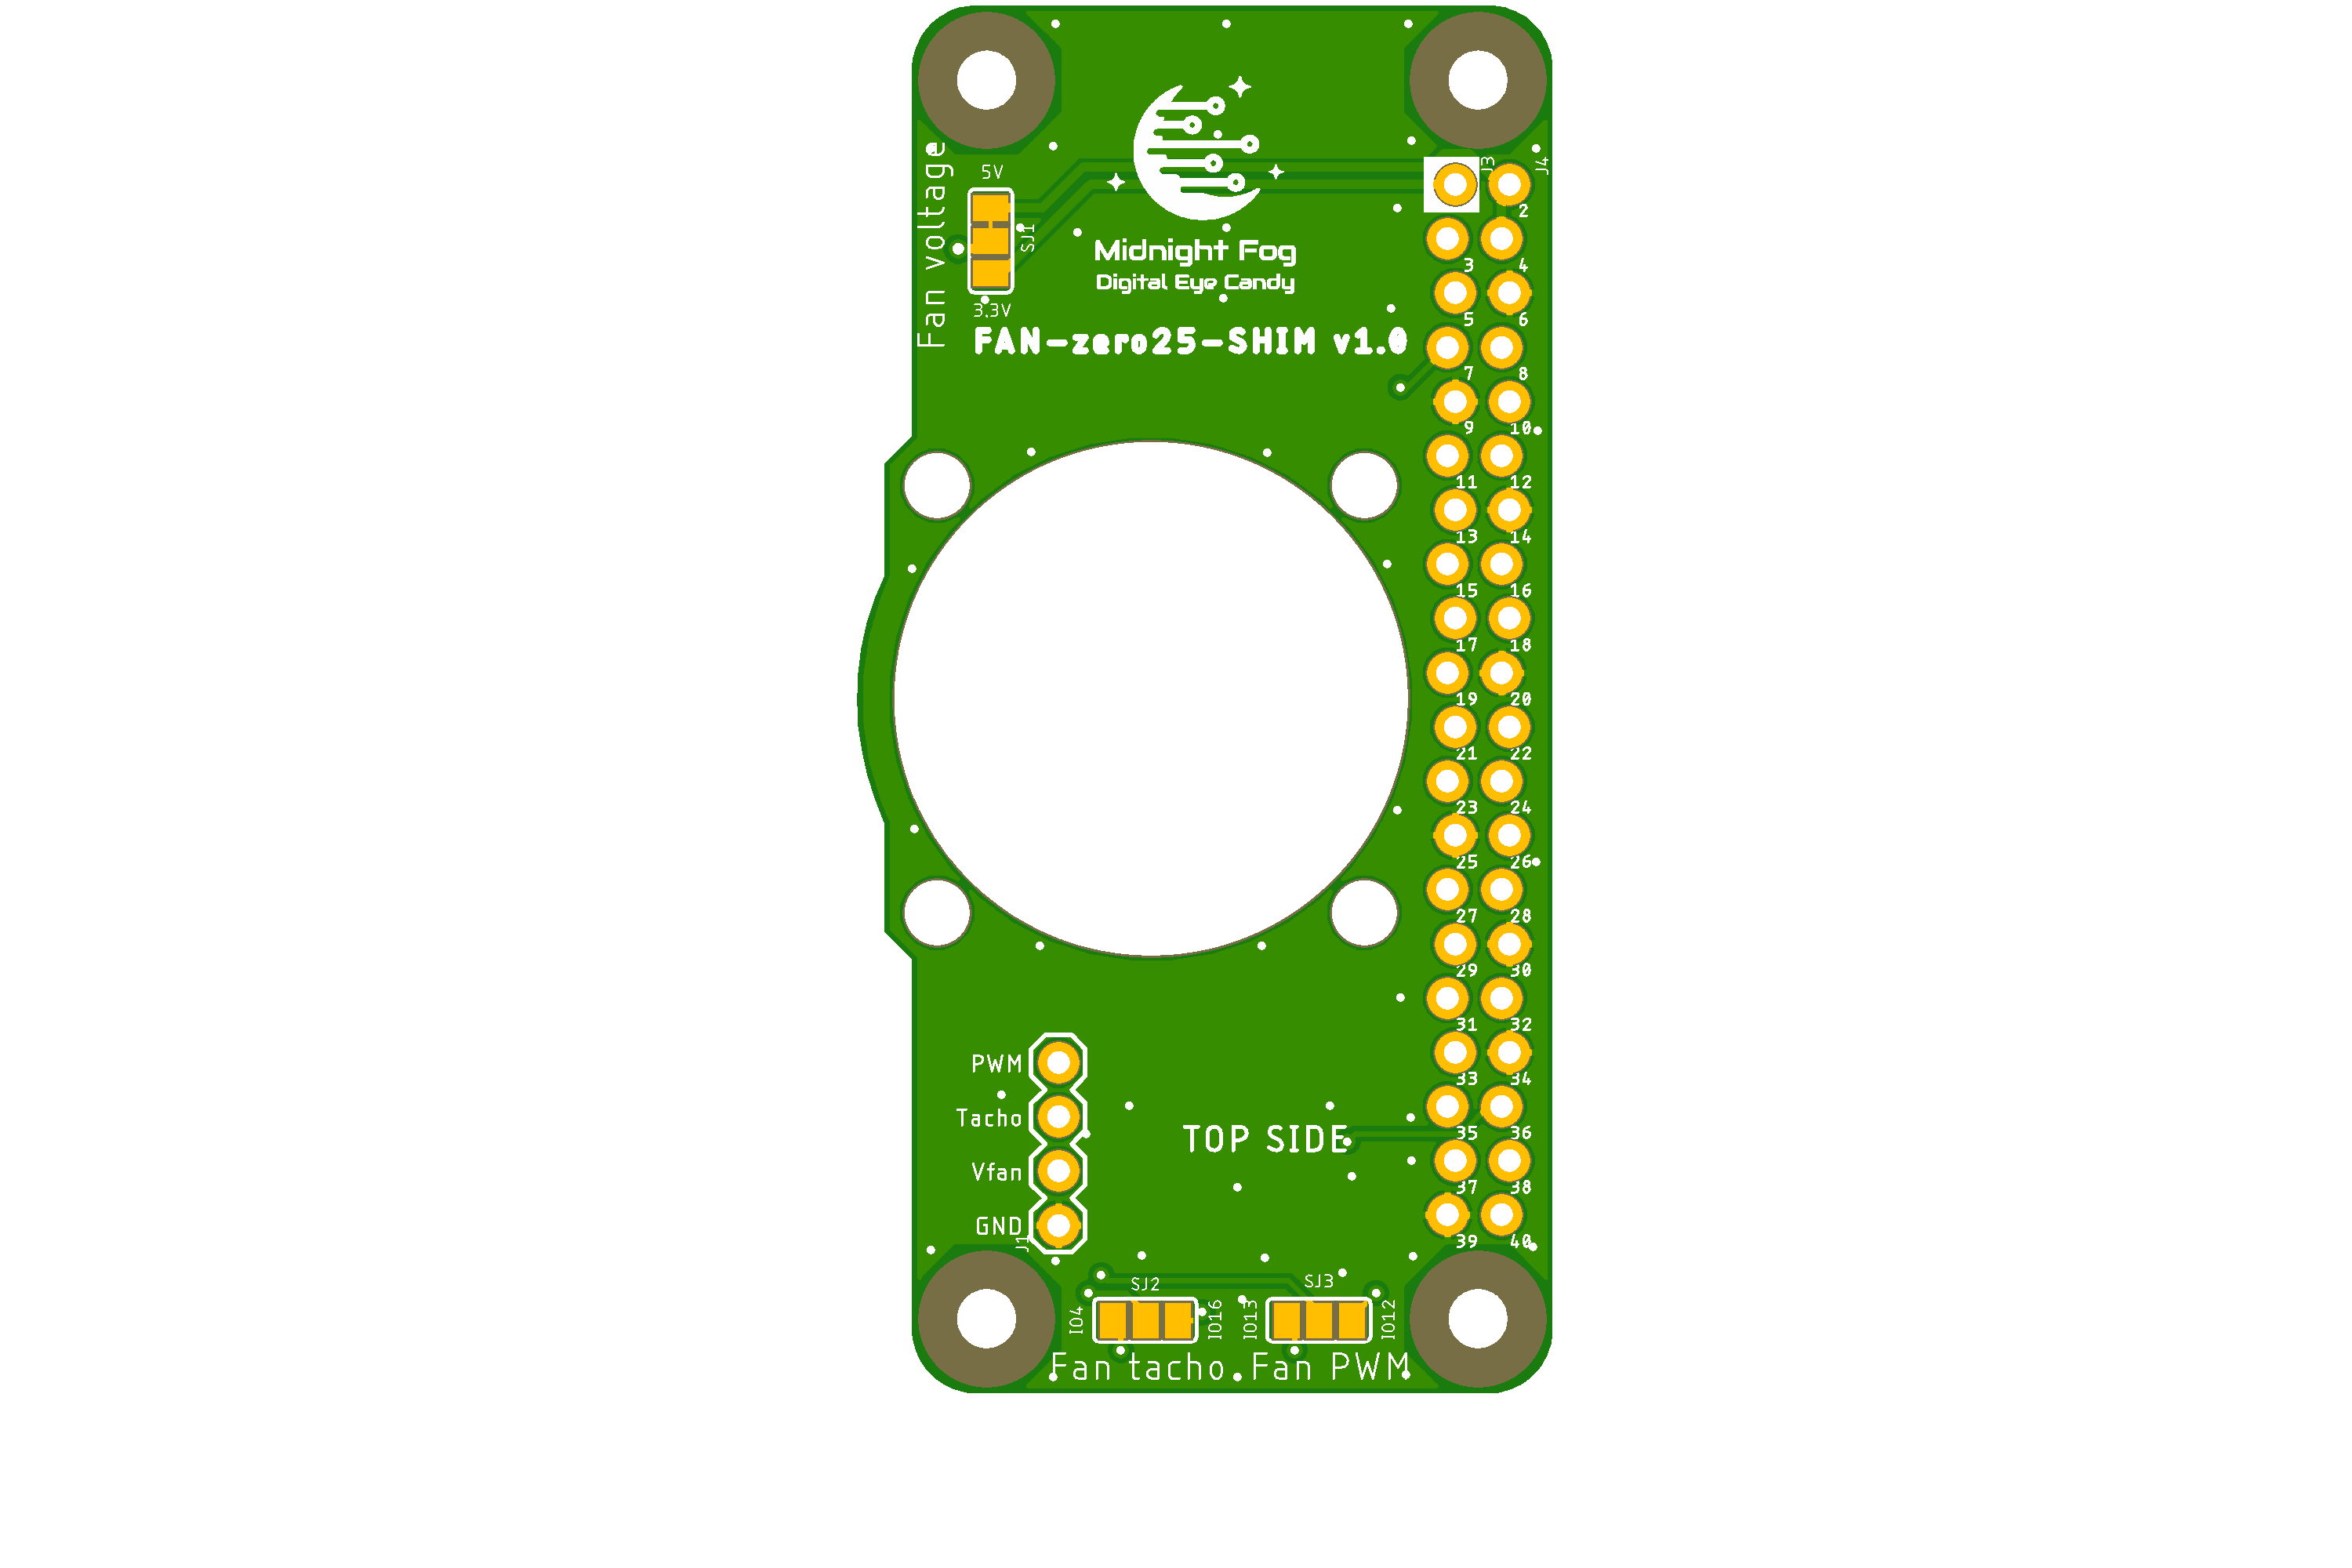 5V
Fan voltage
SJ1
3.3V
Midnight Fog
Digital Eye Candy
FAN-zero25-SHIM v1.0
J3
J4
2
3 4
5 6
7 8
9 10
11 12
13 14
15 16
17 18
19 20
21 22
23 24
25 26
27 28
29 30
31 32
33 34
35 36
37 38
39 40
PWM
Tacho
Vfan
GND
J1
TOP SIDE
SJ2
SJ3
IO4
IO16
IO13
IO12
Fan tacho
Fan PWM